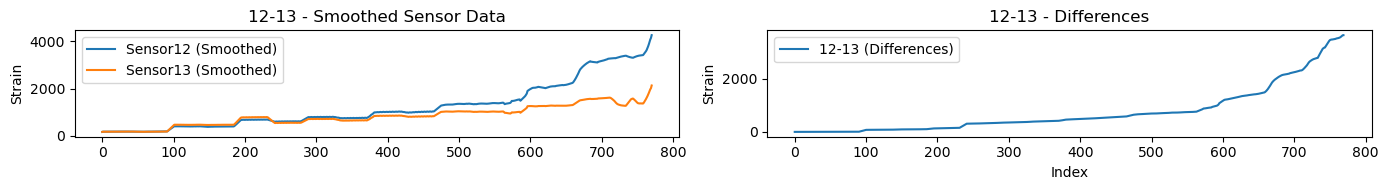 12-13 - Smoothed Sensor Data
Sensor12 (Smoothed)
Sensor13 (Smoothed)
Strain
4000
2000
0
0 100 200 300 400 500 600 700 800
12-13 - Differences
12-13 (Differences)
Strain
2000
0
0 100 200 300 400 500 600 700 800
Index